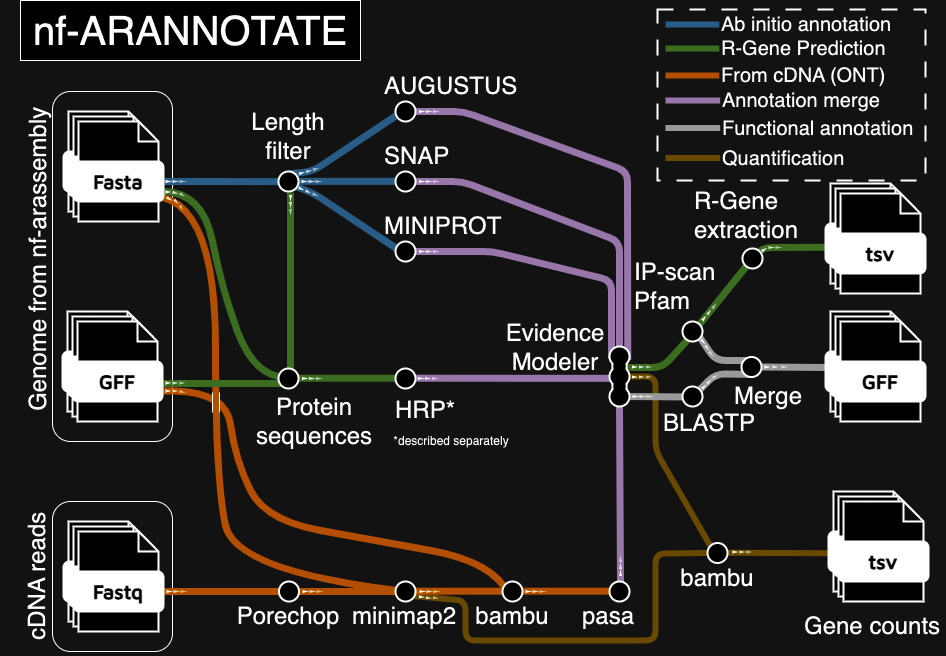 nf-ARANNOTATE
Ab initio annotation
R-Gene Prediction
From cDNA (ONT)
Annotation merge
Functional annotation
Quantification
Genome from nf-arassembly
Fasta
GFF
cDNA reads
Fastq
Length
filter
AUGUSTUS
SNAP
MINIPROT
Protein
sequences
HRP*
*described separately
Evidence
Modeler
IP-scan
Pfam
R-Gene
extraction
tsv
BLASTP
Merge
GFF
Porechop
minimap2
bambu
pasa
bambu
tsv
Gene counts